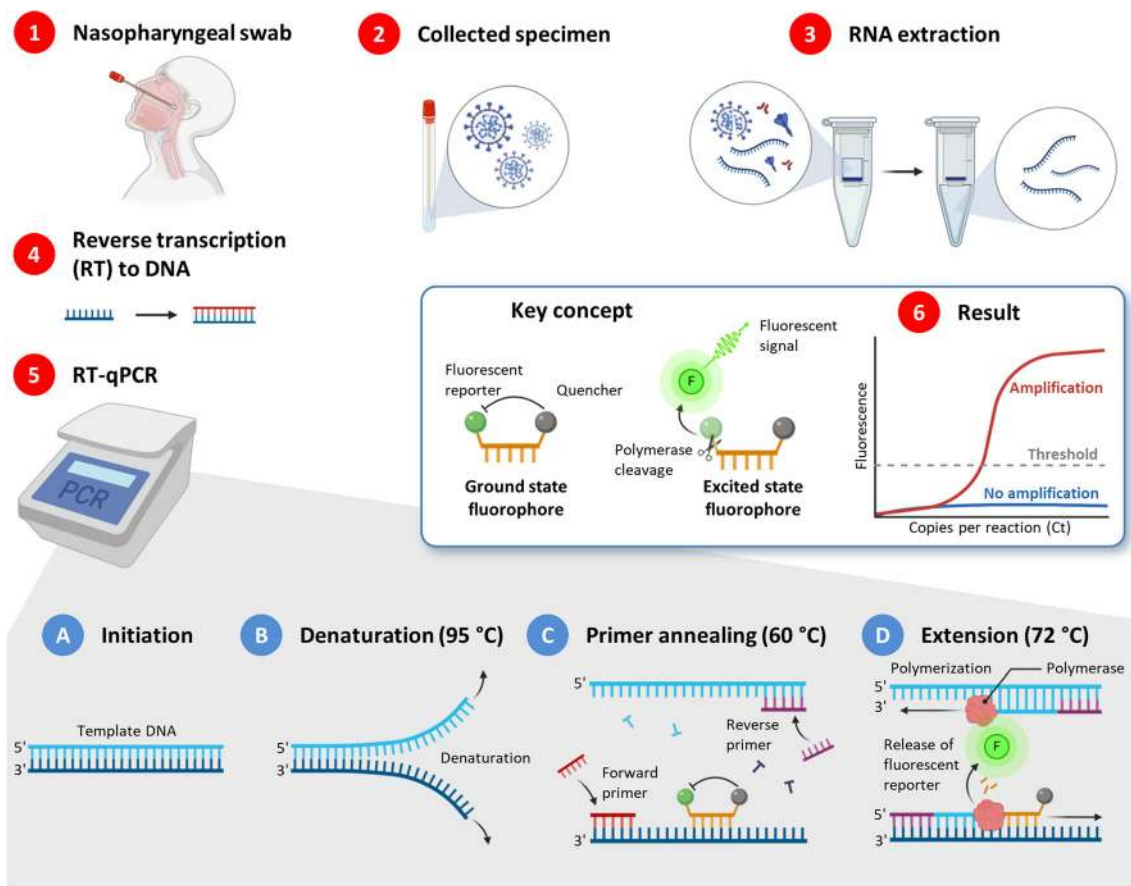 1 Nasopharyngeal swab
2 Collected specimen
3 RNA extraction
4 Reverse transcription
(RT) to DNA
5 RT-qPCR
PCR
Key concept
Fluorescent
reporter
Quencher
Ground state
fluorophore
Fluorescent
signal
F
Polymerase
cleavage
Excited state
fluorophore
6 Result
Fluorescence
Amplification
Threshold
No amplification
Copies per reaction (Ct)
A Initiation
Template DNA
5'
3'
B Denaturation (95 °C)
5'
3'
Denaturation
C Primer annealing (60 °C)
5'
Reverse
primer
Forward
primer
3'
D Extension (72 °C)
Polymerization
Polymerase
5'
3'
F
Release of
fluorescent
reporter
5'
3'